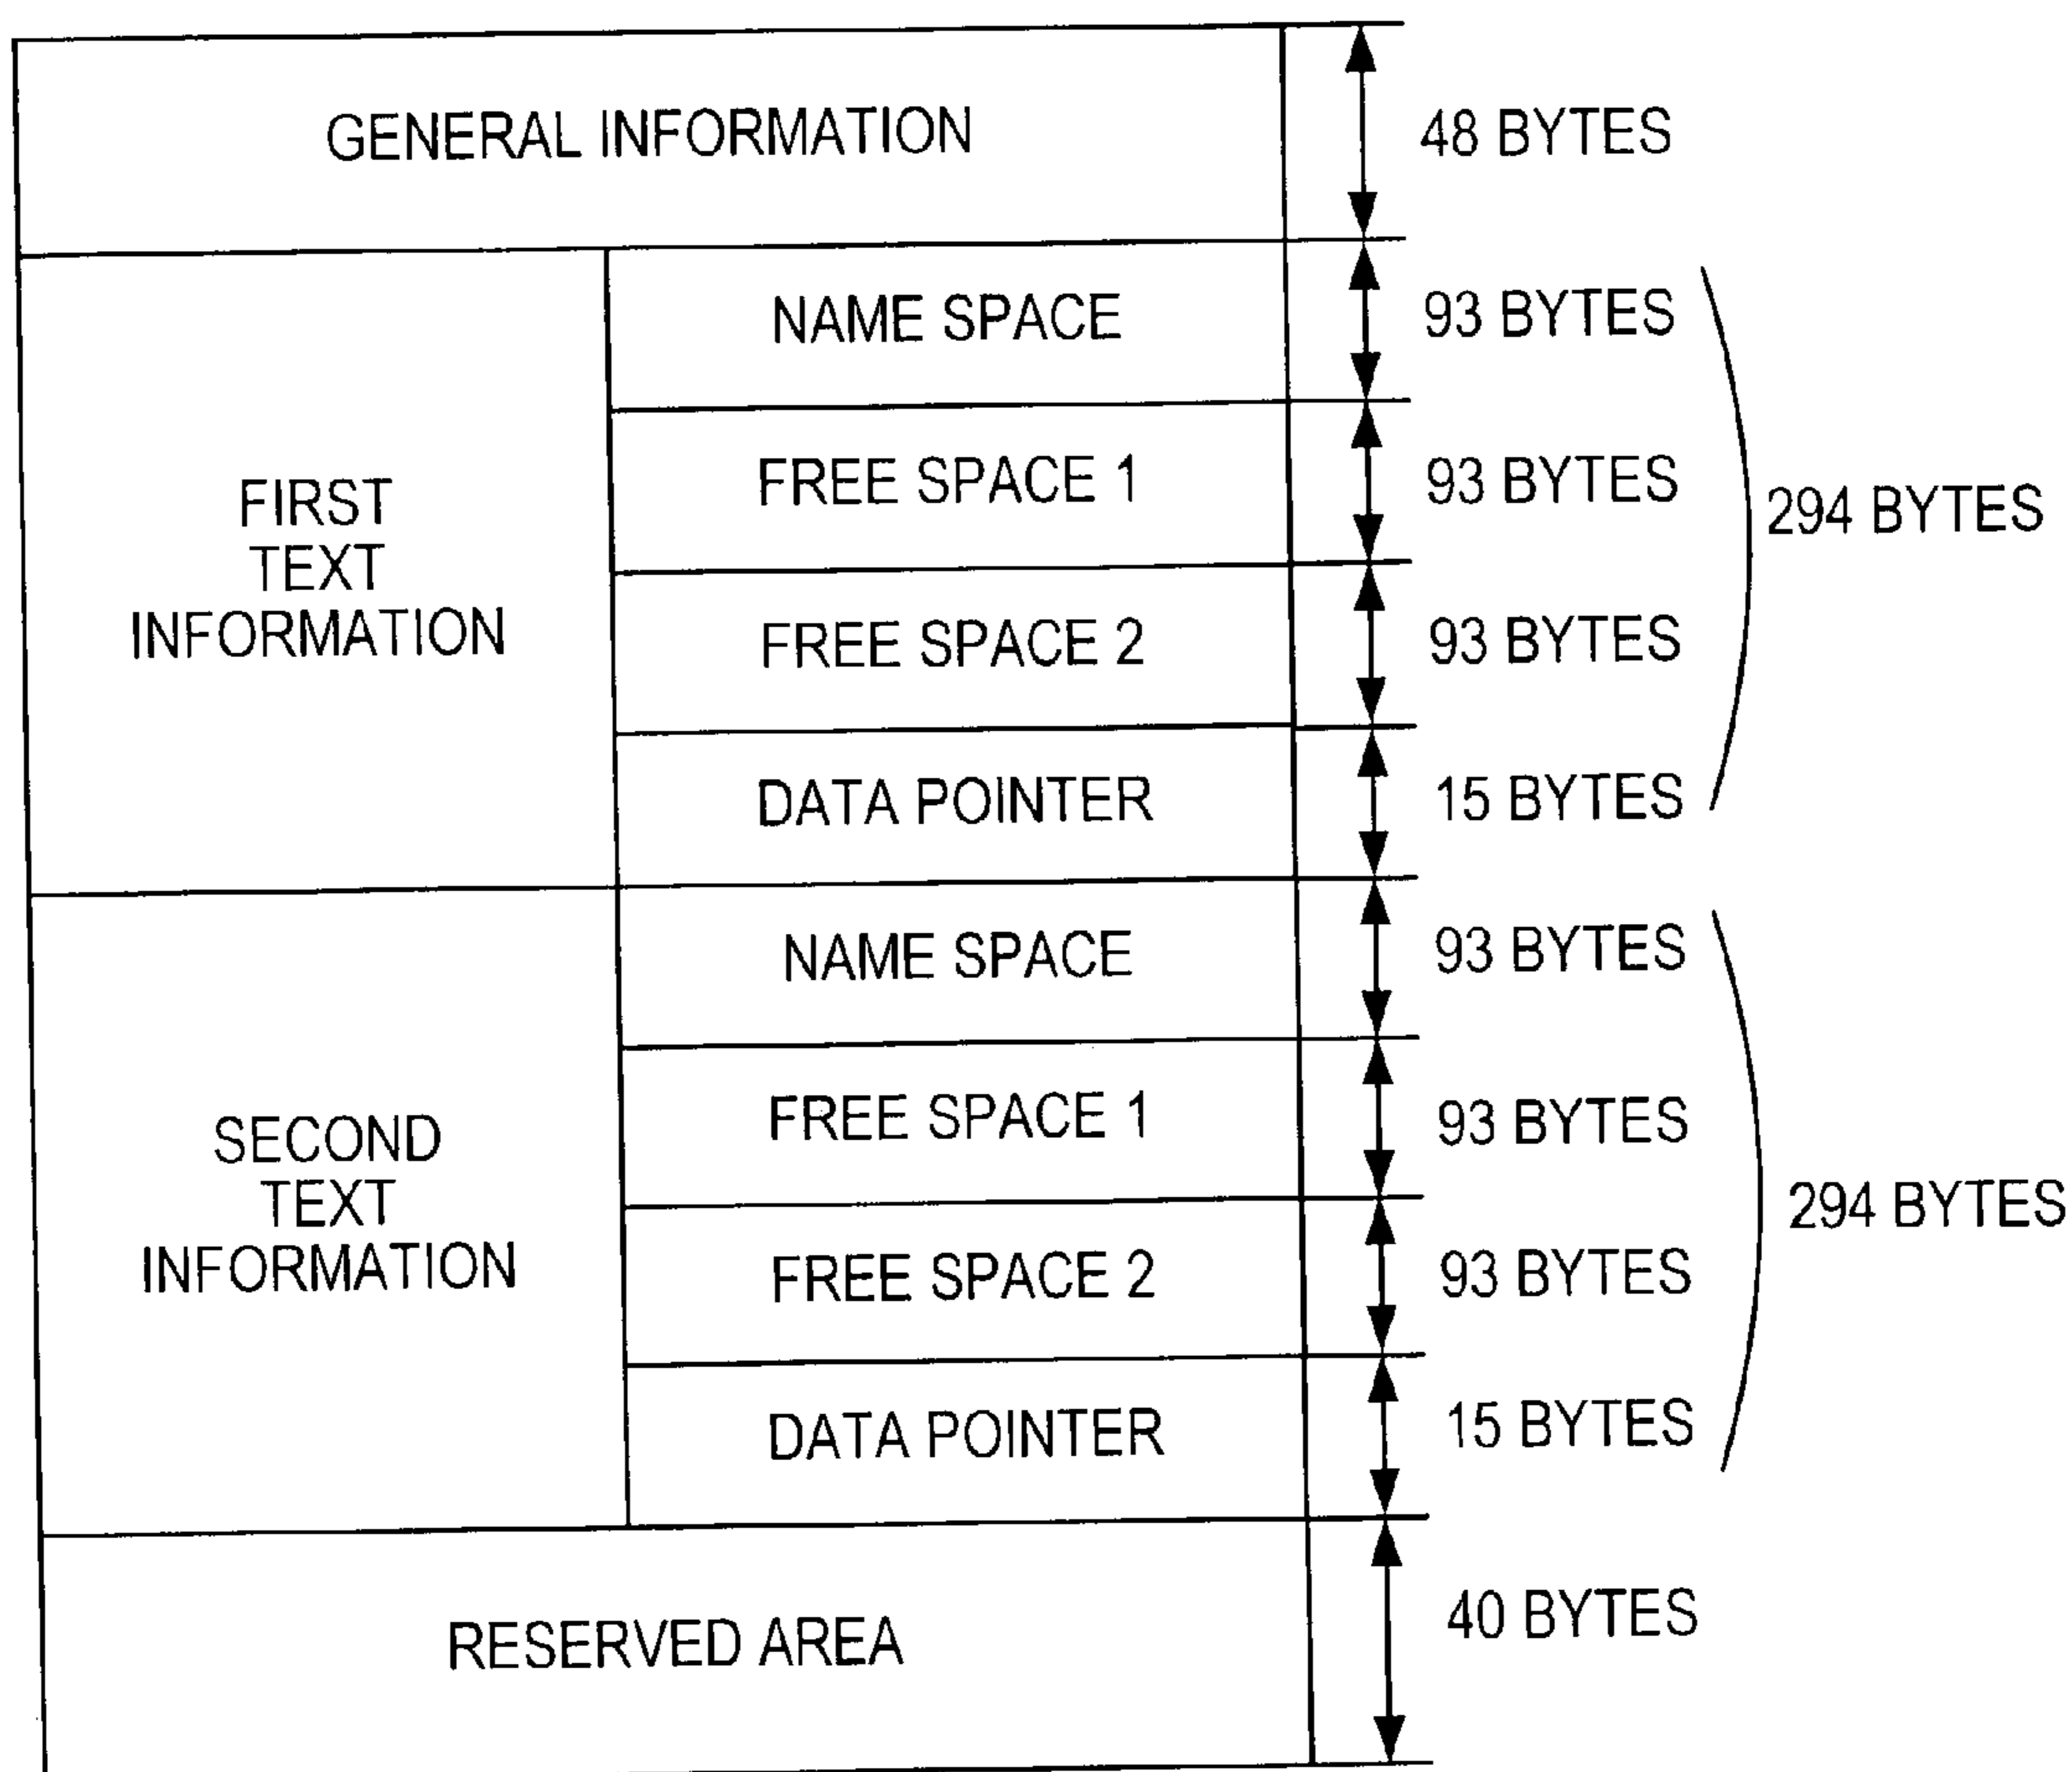 GENERAL INFORMATION
48 BYTES
FIRST
TEXT
INFORMATION
NAME SPACE
93 BYTES
FREE SPACE 1
93 BYTES
FREE SPACE 2
93 BYTES
DATA POINTER
15 BYTES
294 BYTES
SECOND
TEXT
INFORMATION
NAME SPACE
93 BYTES
FREE SPACE 1
93 BYTES
FREE SPACE 2
93 BYTES
DATA POINTER
15 BYTES
294 BYTES
RESERVED AREA
40 BYTES